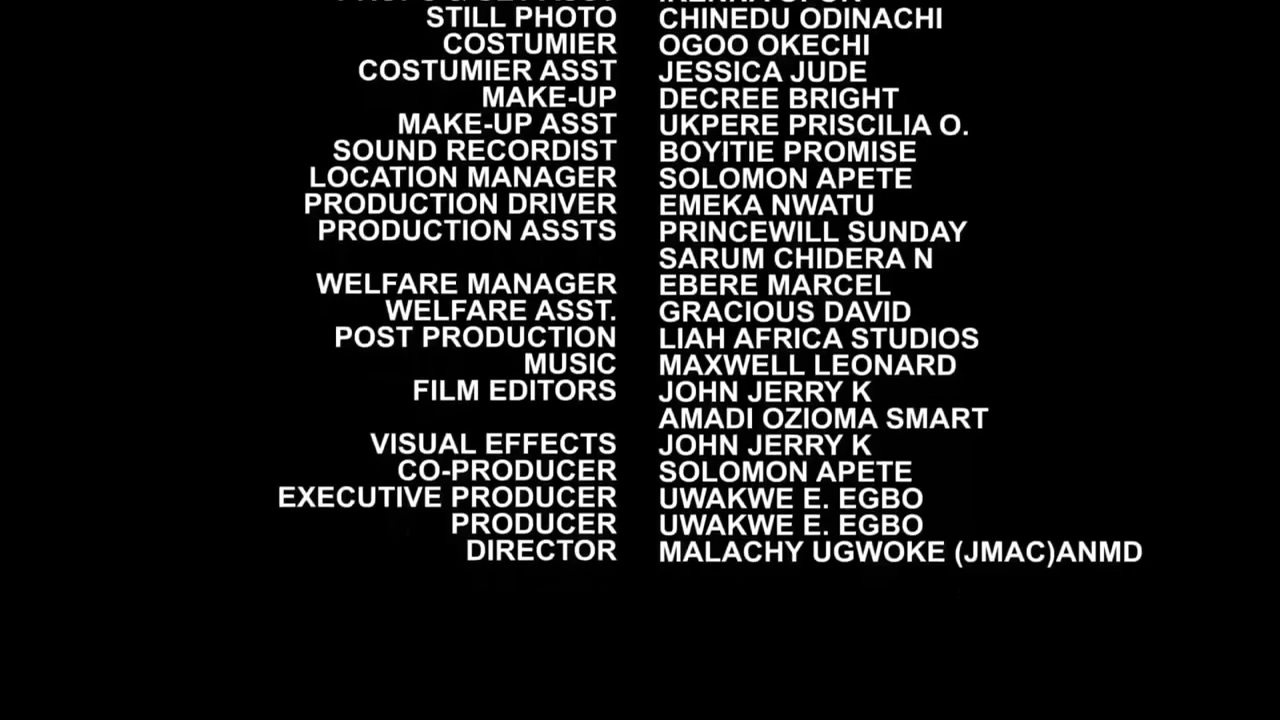 STILL PHOTO CHINEDU ODINACHI
COSTUMIER OGOO OKECHI
COSTUMIER ASST JESSICA JUDE
MAKE-UP DECREE BRIGHT
MAKE-UP ASST UKPERE PRISCILIA O.
SOUND RECORDIST BOYITIE PROMISE
LOCATION MANAGER SOLOMON APETE
PRODUCTION DRIVER EMEKA NWATU
PRODUCTION ASSTS PRINCEWILL SUNDAY
SARUM CHIDERA N
WELFARE MANAGER EBERE MARCEL
WELFARE ASST. GRACIOUS DAVID
POST PRODUCTION LIAH AFRICA STUDIOS
MUSIC MAXWELL LEONARD
FILM EDITORS JOHN JERRY K
AMADI OZIOMA SMART
VISUAL EFFECTS JOHN JERRY K
CO-PRODUCER SOLOMON APETE
EXECUTIVE PRODUCER UWAKWE E. EGBO
PRODUCER UWAKWE E. EGBO
DIRECTOR MALACHY UGWOKE (JMAC)ANMD